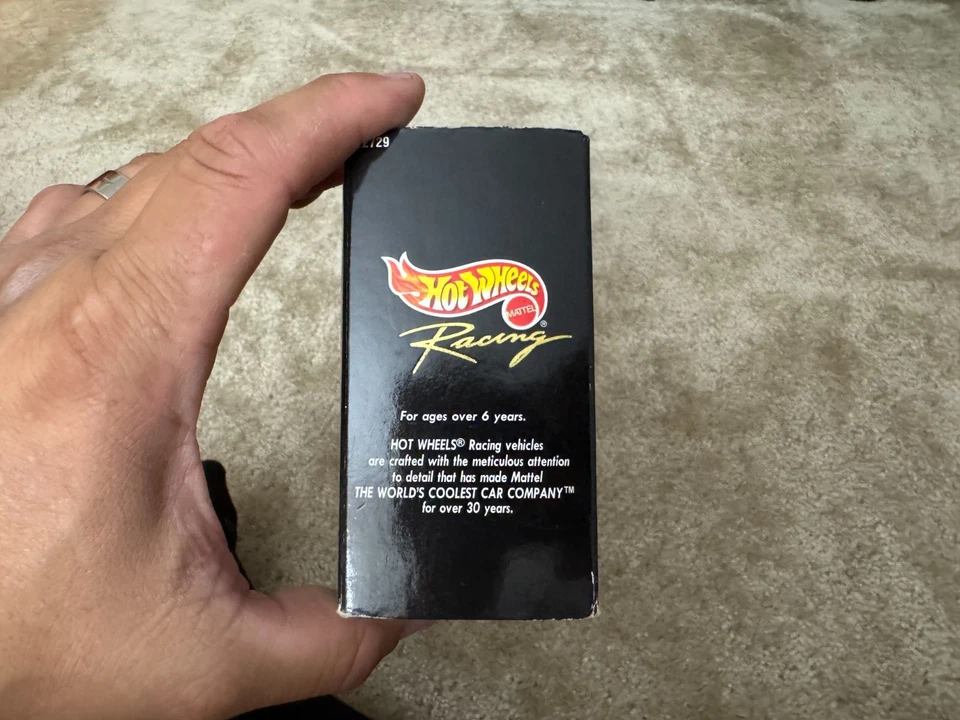 729
HOT WHEELS
MATTEL
®
Racing
For ages over 6 years.
HOT WHEELS® Racing vehicles
are crafted with the meticulous attention
to detail that has made Mattel
THE WORLD'S COOLEST CAR COMPANY™
for over 30 years.